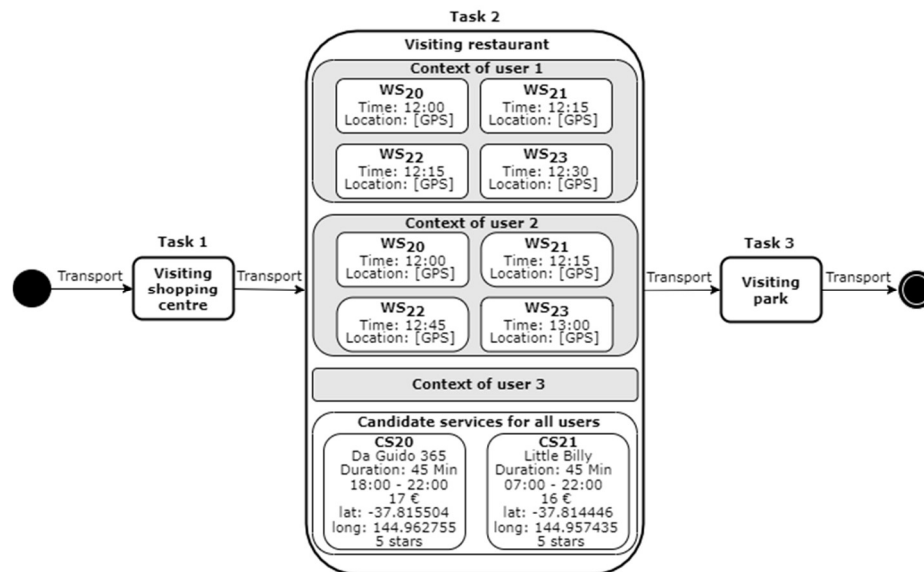 Task 2
Visiting restaurant
Context of user 1
WS20
Time: 12:00
Location: [GPS]
WS21
Time: 12:15
Location: [GPS]
WS22
Time: 12:15
Location: [GPS]
WS23
Time: 12:30
Location: [GPS]
Context of user 2
WS20
Time: 12:00
Location: [GPS]
WS21
Time: 12:15
Location: [GPS]
WS22
Time: 12:45
Location: [GPS]
WS23
Time: 13:00
Location: [GPS]
Context of user 3
Candidate services for all users
CS20
Da Guido 365
Duration: 45 Min
18:00 - 22:00
17 €
lat: -37.815504
long: 144.962755
5 stars
CS21
Little Billy
Duration: 45 Min
07:00 - 22:00
16 €
lat: -37.814446
long: 144.957435
5 stars
Task 1
Transport
Visiting
shopping
centre
Transport
Task 3
Transport
Visiting
park
Transport